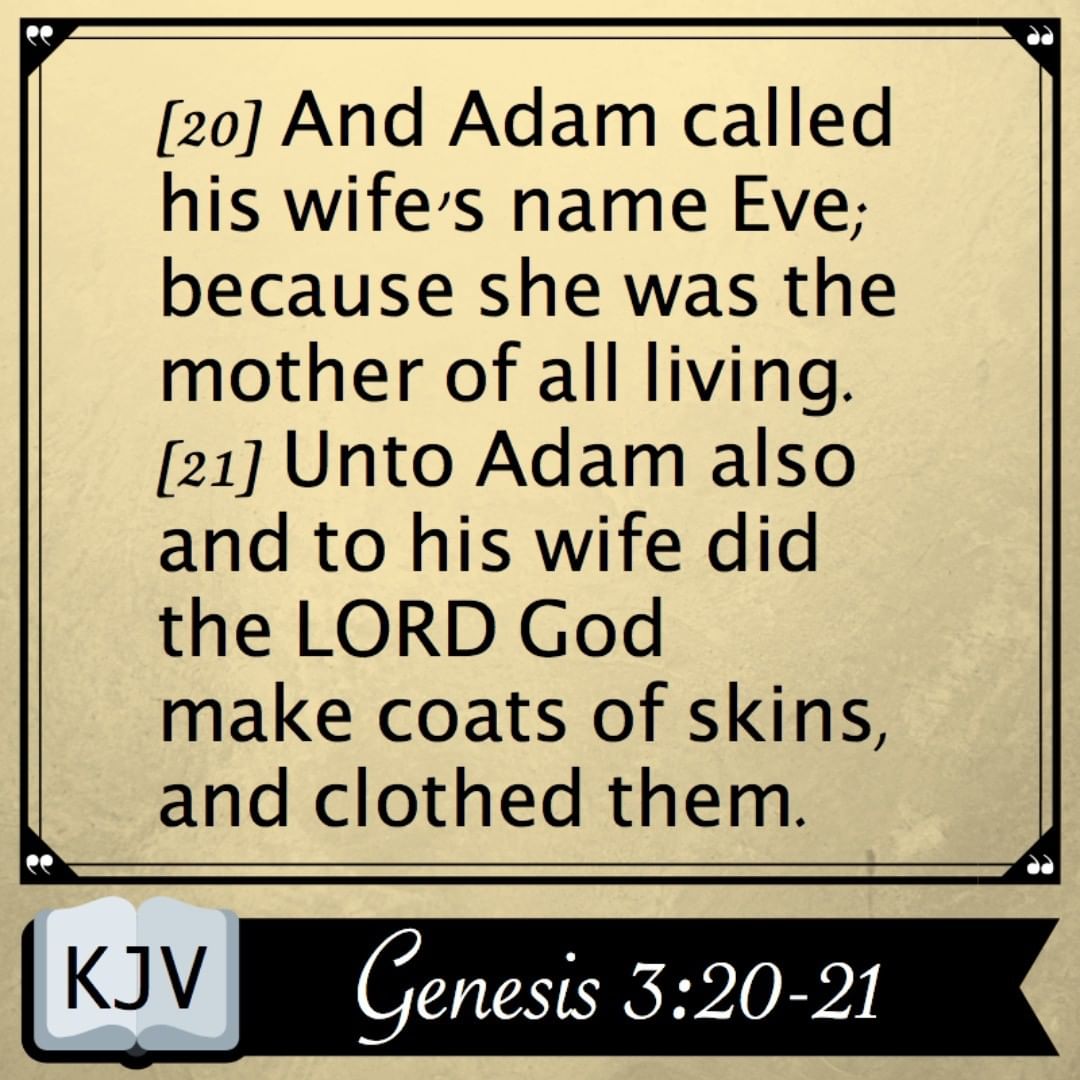 [20] And Adam called
his wife's name Eve;
because she was the
mother of all living.
[21] Unto Adam also
and to his wife did
the LORD God
make coats of skins,
and clothed them.
KJV
Genesis 3:20-21